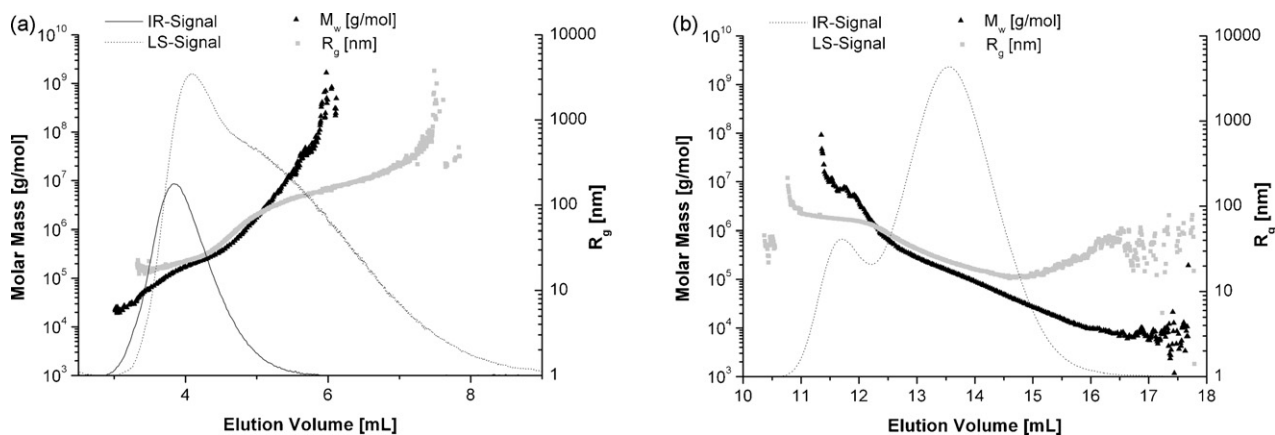 (a)
IR-Signal
LS-Signal
M_w [g/mol]
R_g [nm]
Molar Mass [g/mol]
10^10
10^9
10^8
10^7
10^6
10^5
10^4
10^3
4 6 8
Elution Volume [mL]
10000
1000
100
10
1
R_g [nm]
(b)
IR-Signal
LS-Signal
M_w [g/mol]
R_g [nm]
Molar Mass [g/mol]
10^10
10^9
10^8
10^7
10^6
10^5
10^4
10^3
10 11 12 13 14 15 16 17 18
Elution Volume [mL]
10000
1000
100
10
1
R_g [nm]